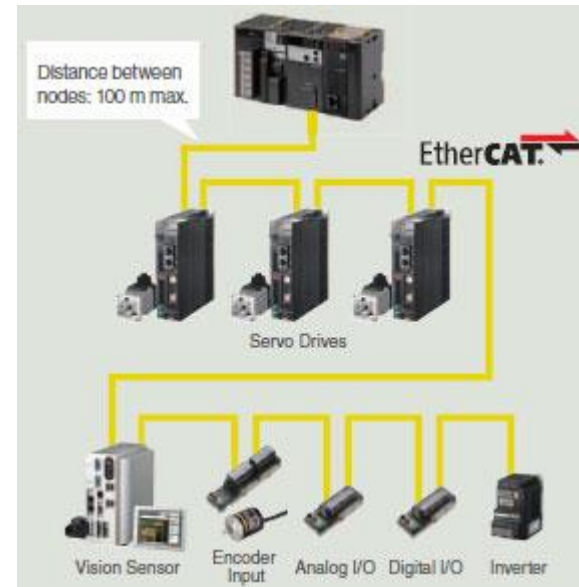 Distance between
nodes: 100 m max.
EtherCAT.
Servo Drives
Vision Sensor
Encoder
Input
Analog I/O
Digital I/O
Inverter